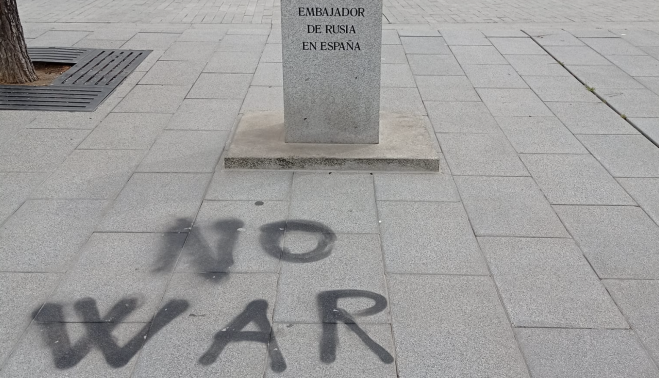 EMBAJADOR
DE RUSIA
EN ESPAÑA
NO
WAR